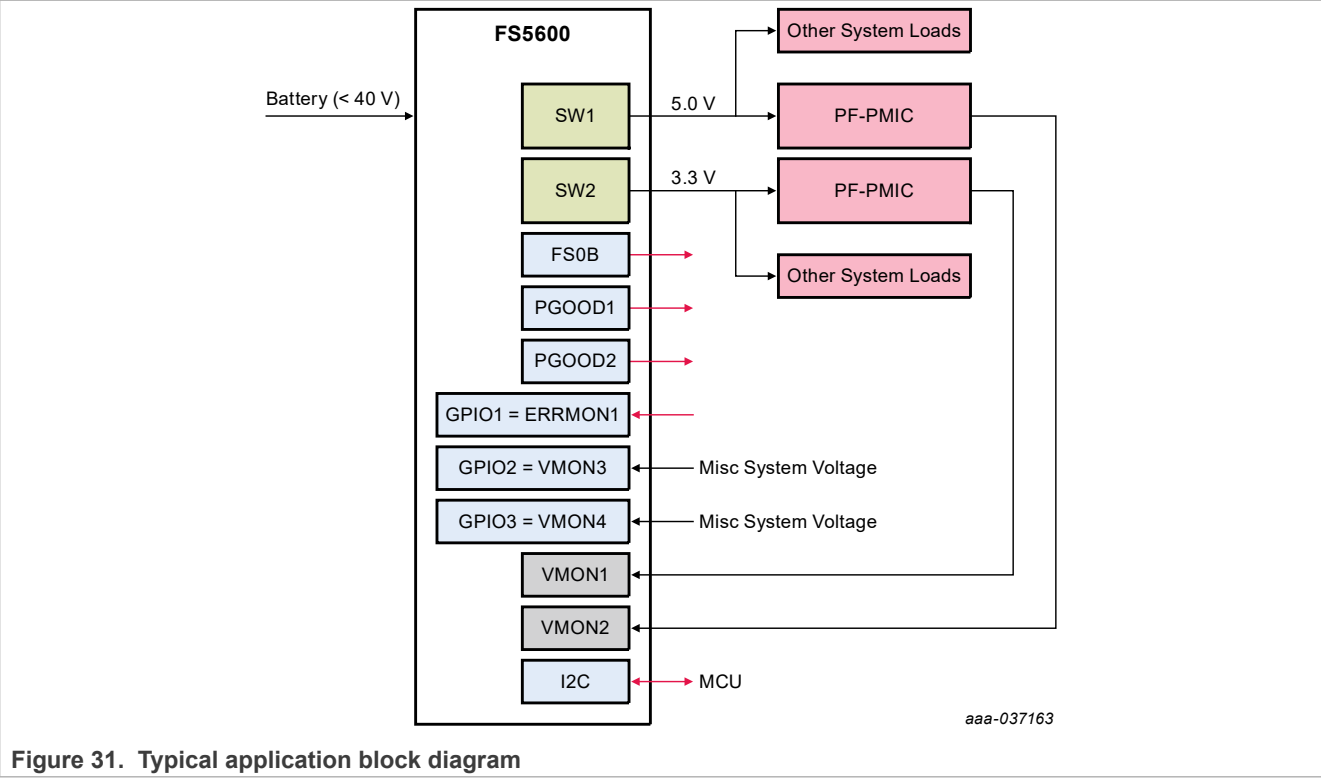 FS5600
Other System Loads
Battery (< 40 V)
SW1
5.0 V
PF-PMIC
SW2
3.3 V
PF-PMIC
FS0B
Other System Loads
PGOOD1
PGOOD2
GPIO1 = ERRMON1
GPIO2 = VMON3
Misc System Voltage
GPIO3 = VMON4
Misc System Voltage
VMON1
VMON2
I2C
MCU
aaa-037163
Figure 31. Typical application block diagram